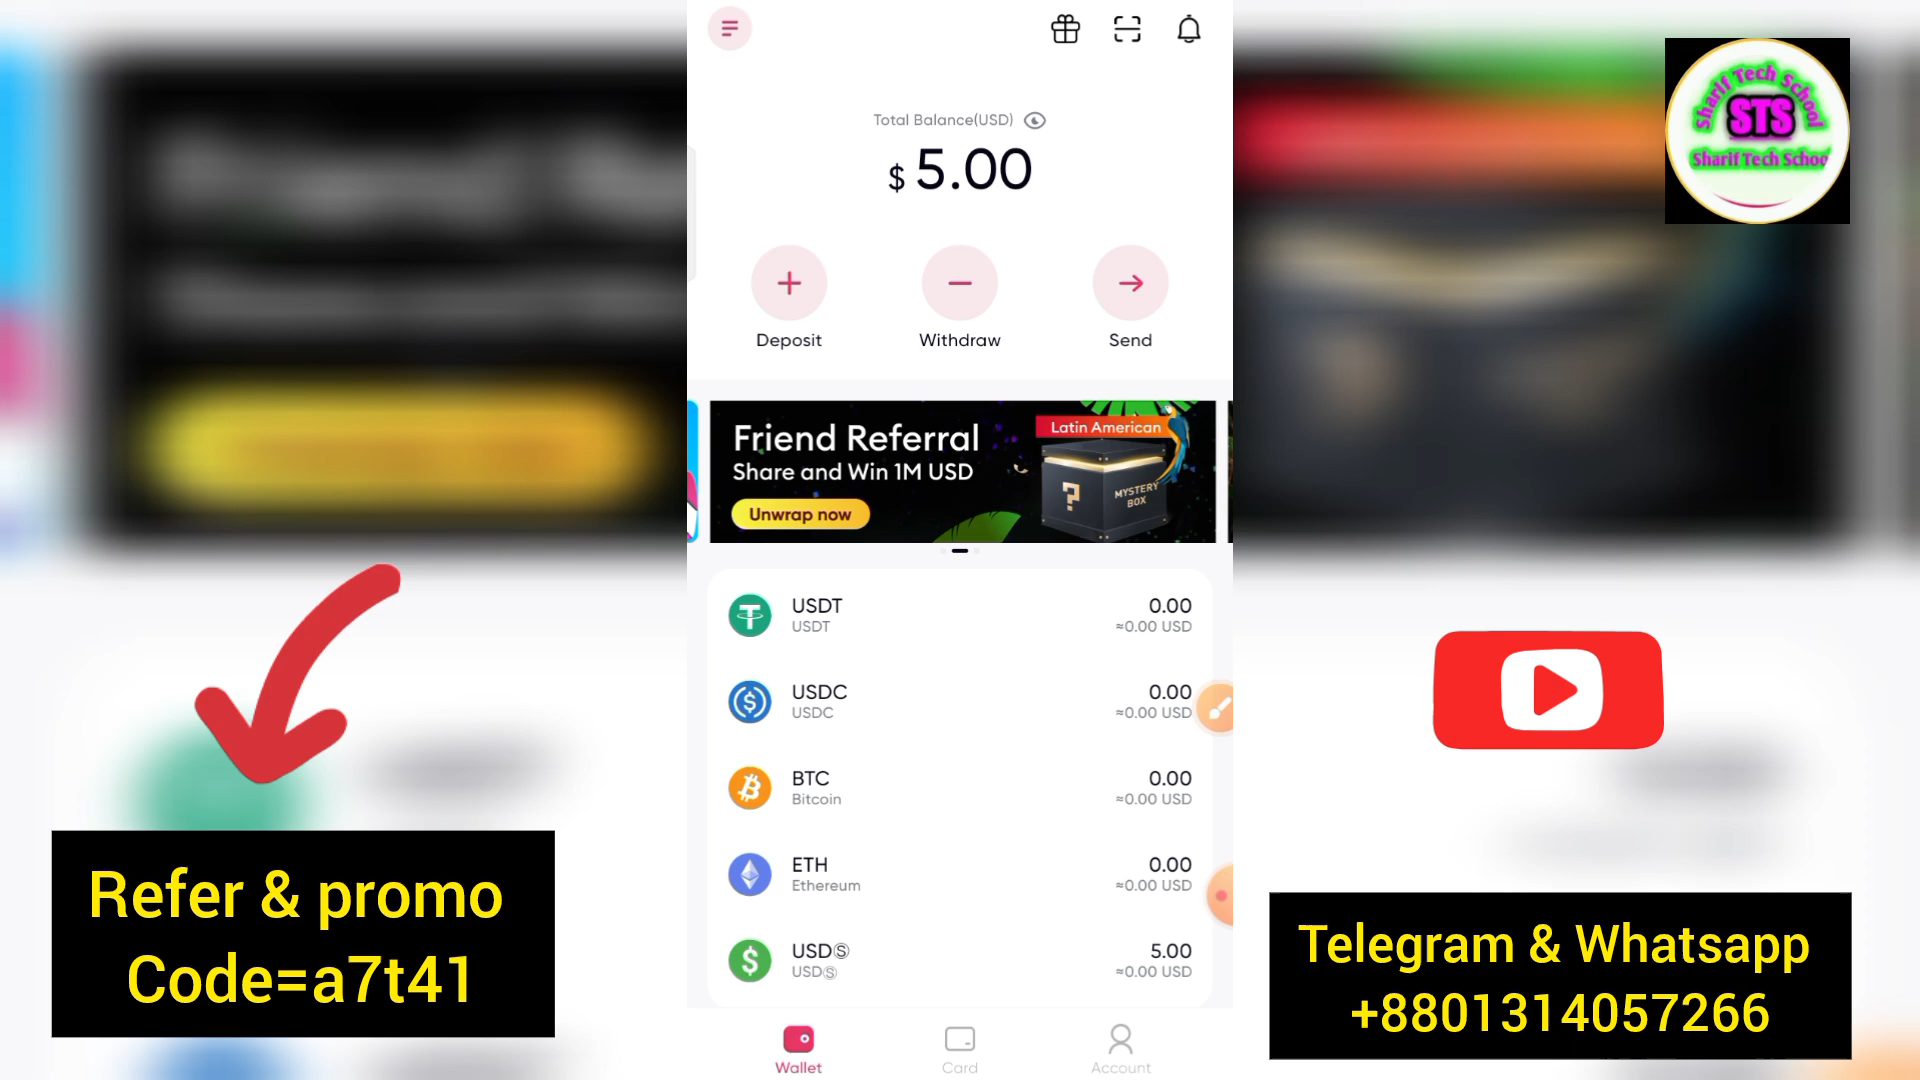 Total Balance(USD)
$ 5.00
Deposit
Withdraw
Send
Friend Referral
Share and Win 1M USD
Unwrap now
Latin American
?
MYSTERY
BOX
USDT
0.00
USDT
≈0.00 USD
USDC
0.00
USDC
≈0.00 USD
BTC
0.00
Bitcoin
≈0.00 USD
ETH
0.00
Ethereum
≈0.00 USD
USDⓈ
5.00
USDⓈ
≈0.00 USD
Wallet
Card
Account
Refer & promo
Code=a7t41
Sharif Tech School
STS
Sharif Tech Schoo
Telegram & Whatsapp
+8801314057266